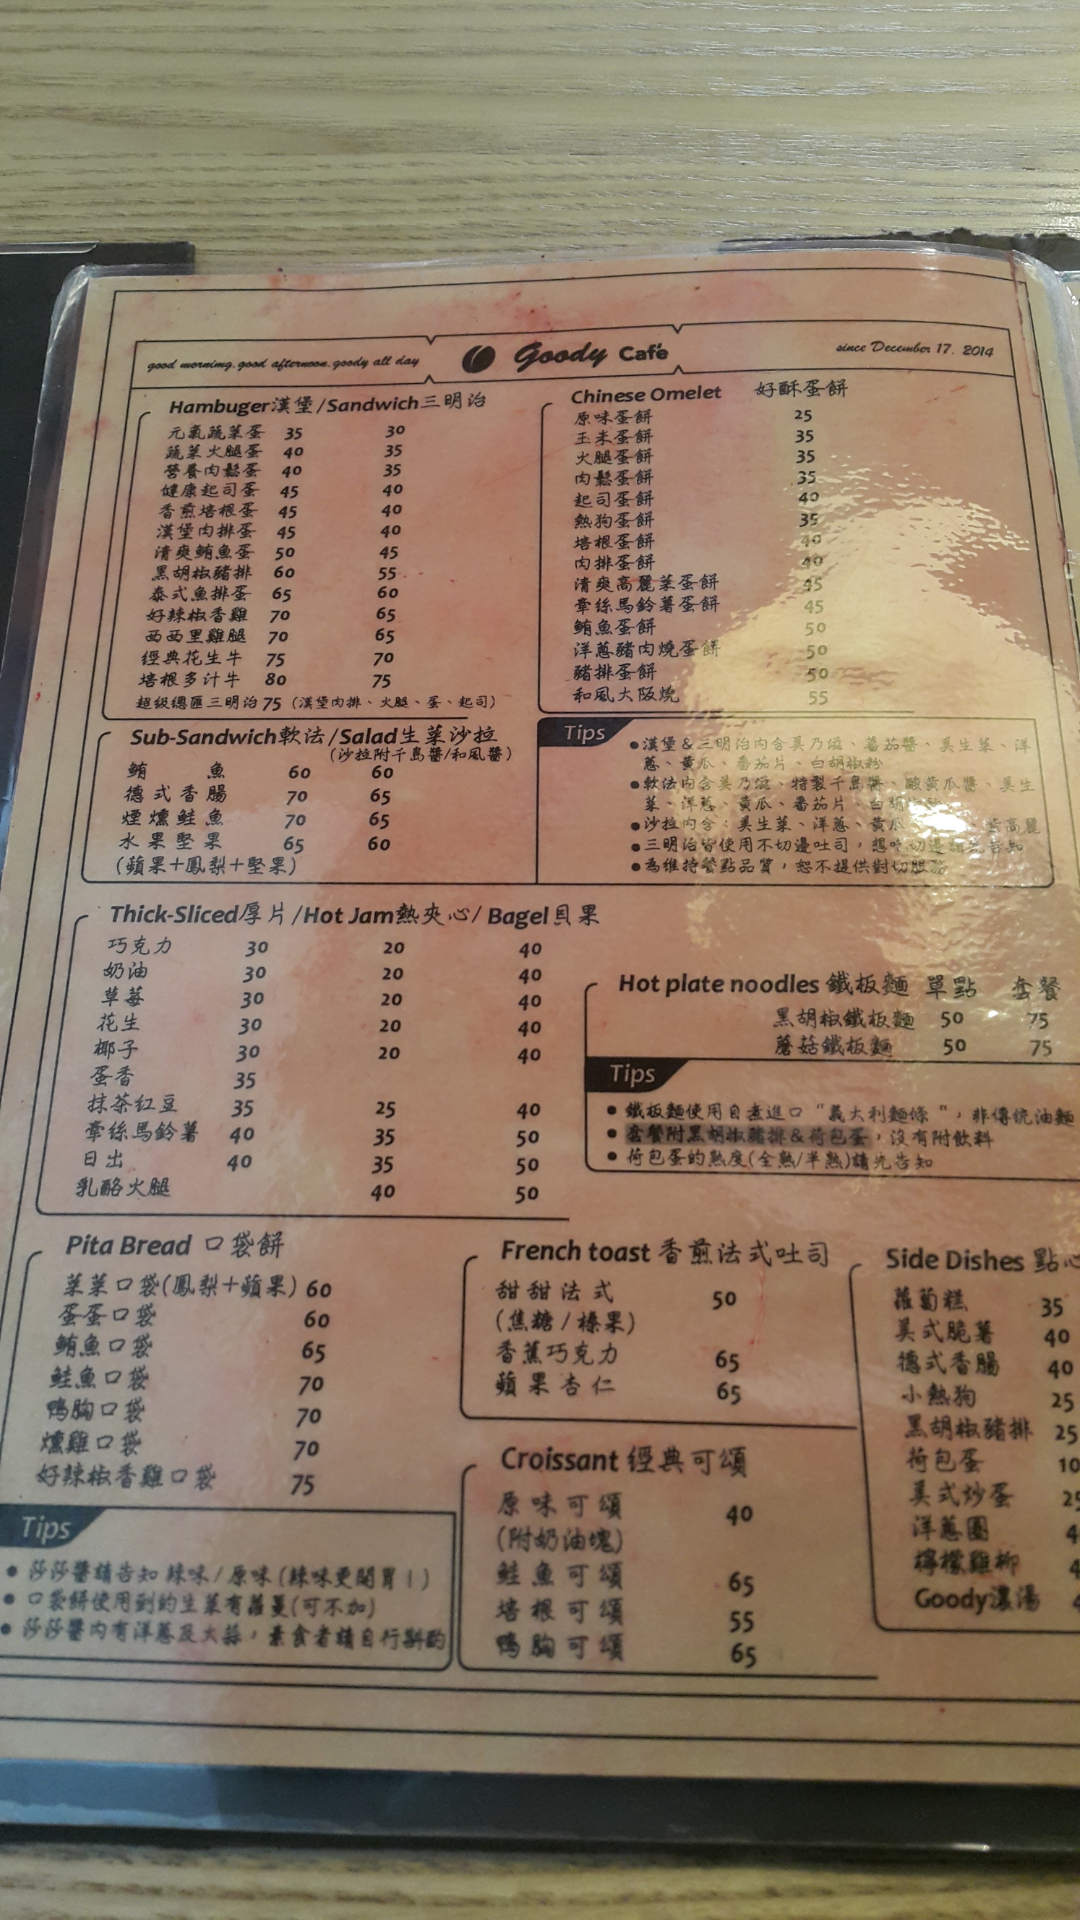 good morning. good afternoon. goody all day
Goody Café
since December 17. 2014
Hambuger漢堡/Sandwich三明治
元氣蔬菜蛋 35 30
蔬菜火腿蛋 40 35
營養肉鬆蛋 40 35
健康起司蛋 45 40
香煎培根蛋 45 40
漢堡肉排蛋 45 40
清爽鮪魚蛋 50 45
黑胡椒豬排 60 55
泰式魚排蛋 65 60
好辣椒香雞 70 65
西西里雞腿 70 65
經典花生牛 75 70
培根多汁牛 80 75
超級總匯三明治 75 (漢堡肉排、火腿、蛋、起司)
Chinese Omelet 好酥蛋餅
原味蛋餅 25
玉米蛋餅 35
火腿蛋餅 35
肉鬆蛋餅 35
起司蛋餅 40
熱狗蛋餅 35
培根蛋餅 40
肉排蛋餅 40
清爽高麗菜蛋餅 45
牽絲馬鈴薯蛋餅 45
鮪魚蛋餅 50
洋蔥豬肉燒蛋餅 50
豬排蛋餅 50
和風大阪燒 55
Sub-Sandwich軟法/Salad生菜沙拉
(沙拉附千島醬/和風醬)
鮪魚 60 60
德式香腸 70 65
煙燻鮭魚 70 65
水果堅果 65 60
(蘋果+鳳梨+堅果)
Tips
●漢堡&三明治內含美乃滋、蕃茄醬、美生菜、洋
蔥、黃瓜、番茄片、白胡椒粉
●軟法內含美乃滋、特製千島醬、酸黃瓜醬、美生
菜、洋蔥、黃瓜、番茄片、白胡
●沙拉內含:美生菜、洋蔥、黃瓜 高麗
●三明治皆使用不切邊吐司,想吃切邊 告知
●為維持餐點品質,恕不提供對切服務
Thick-Sliced厚片/Hot Jam熱夾心/ Bagel貝果
巧克力 30 20 40
奶油 30 20 40
草莓 30 20 40
花生 30 20 40
椰子 30 20 40
蛋香 35
抹茶紅豆 35 25 40
牽絲馬鈴薯 40 35 50
日出 40 35 50
乳酪火腿 40 50
Hot plate noodles 鐵板麵 單點 套餐
黑胡椒鐵板麵 50 75
蘑菇鐵板麵 50 75
Tips
●鐵板麵使用自煮進口"義大利麵條",非傳統油麵
●套餐附黑胡椒豬排&荷包蛋,沒有附飲料
●荷包蛋的熟度(全熟/半熟)請先告知
Pita Bread 口袋餅
菓菓口袋(鳳梨+蘋果) 60
蛋蛋口袋 60
鮪魚口袋 65
鮭魚口袋 70
鴨胸口袋 70
燻雞口袋 70
好辣椒香雞口袋 75
Tips
●莎莎醬請告知 辣味/原味(辣味更開胃!)
●口袋餅使用到的生菜有蘿蔓(可不加)
●莎莎醬內有洋蔥及大蒜,素食者請自行斟酌
French toast 香煎法式吐司
甜甜法式 50
(焦糖/榛果)
香蕉巧克力 65
蘋果杏仁 65
Croissant 經典可頌
原味可頌 40
(附奶油塊)
鮭魚可頌 65
培根可頌 55
鴨胸可頌 65
Side Dishes 點心
蘿蔔糕 35
美式脆薯 40
德式香腸 40
小熱狗 25
黑胡椒豬排 25
荷包蛋 10
美式炒蛋 25
洋蔥圈 4
檸檬雞柳 4
Goody濃湯 4